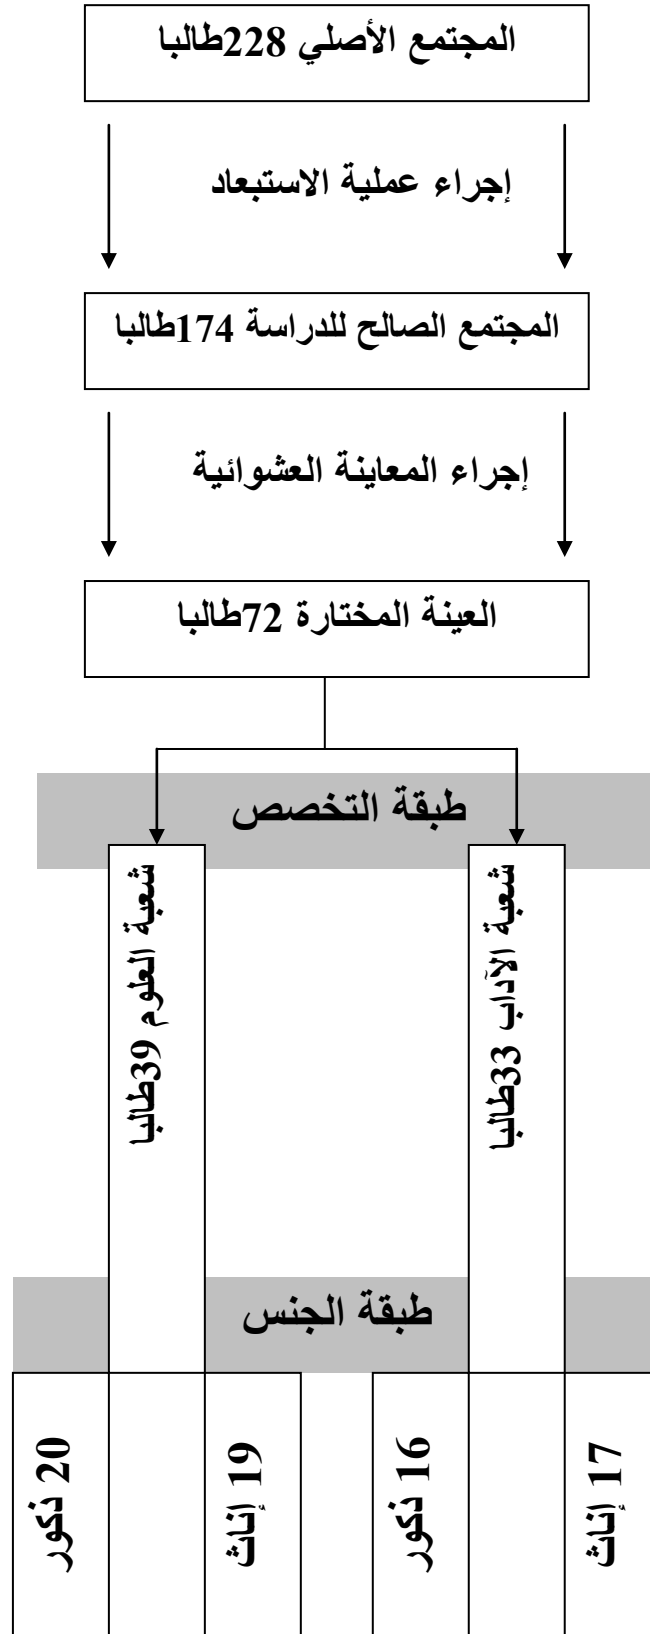 المجتمع الأصلي 228طالبا
إجراء عملية الاستبعاد
المجتمع الصالح للدراسة 174طالبا
إجراء المعاينة العشوائية
العينة المختارة 72طالبا
طبقة التخصص
شعبة الآداب 33طالبا
شعبة العلوم 39طالبا
طبقة الجنس
17 إناث
16 ذكور
19 إناث
20 ذكور